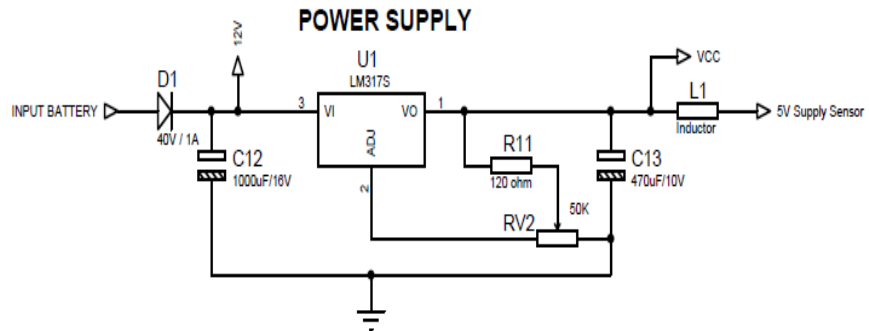 POWER SUPPLY
12V
U1
LM317S
VCC
D1
L1
INPUT BATTERY
3
VI
VO
1
5V Supply Sensor
40V / 1A
Inductor
ADJ
C12
1000uF/16V
R11
120 ohm
C13
470uF/10V
2
50K
RV2